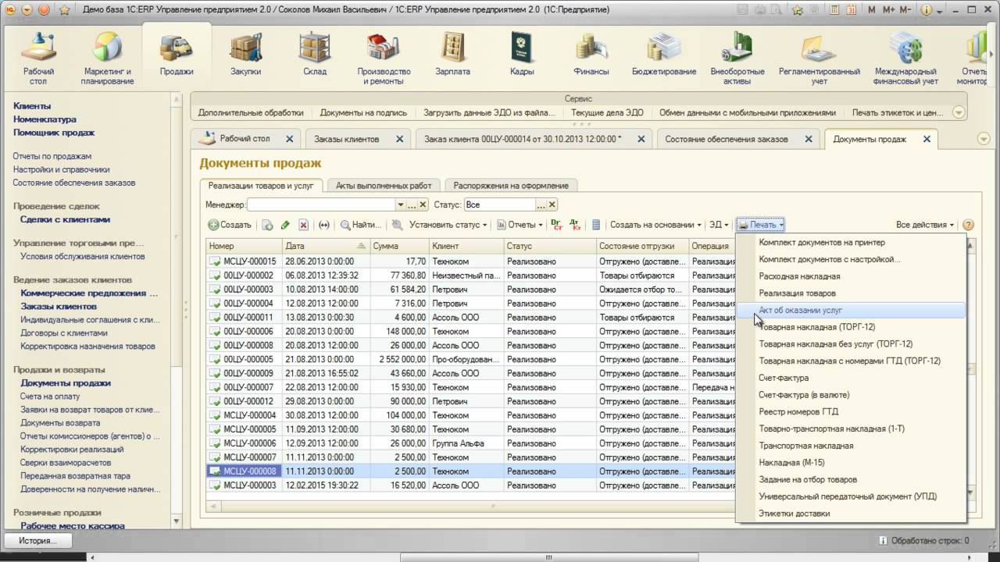 Демо база 1С:ERP Управление предприятием 2.0 / Соколов Михаил Васильевич / 1С:ERP Управление предприятием 2.0 (1С:Предприятие)
M M+ M-
Рабочий стол
Маркетинг и планирование
Продажи
Закупки
Склад
Производство и ремонты
Зарплата
Кадры
Финансы
Бюджетирование
Внеоборотные активы
Регламентированный учет
Международный финансовый учет
Отчеты
монитор
Клиенты
Номенклатура
Помощник продаж
Отчеты по продажам
Настройки и справочники
Состояние обеспечения заказов
Проведение сделок
Сделки с клиентами
Управление торговыми пре...
Условия обслуживания клиентов
Ведение заказов клиентов
Коммерческие предложения ...
Заказы клиентов
Индивидуальные соглашения с кли...
Договоры с клиентами
Корректировка назначения товаров
Продажи и возвраты
Документы продажи
Счета на оплату
Заявки на возврат товаров от клие...
Документы возврата
Отчеты комиссионеров (агентов) о ...
Корректировки реализаций
Сверки взаиморасчетов
Переданная возвратная тара
Доверенности на получение наличн...
Розничные продажи
Рабочее место кассира
Сервис
Дополнительные обработки Документы на подпись Загрузить данные ЭДО из файла... Текущие дела ЭДО Обмен данными с мобильными приложениями Печать этикеток и цен...
Рабочий стол Заказы клиентов Заказ клиента 00ЦУ-000014 от 30.10.2013 12:00:00 * Состояние обеспечения заказов Документы продаж
Документы продаж
Реализации товаров и услуг Акты выполненных работ Распоряжения на оформление
Менеджер: Статус: Все
Создать Найти... Установить статус Отчеты Создать на основании ЭД Печать Все действия
Номер Дата Сумма Клиент Статус Состояние отгрузки Операция
МСЦУ-000015 28.06.2013 0:00:00 17,70 Техноком Реализовано Отгружено (доставле... Реализация
00ЦУ-000002 06.08.2013 12:39:32 77 360,80 Неизвестный па... Реализовано Товары отбираются Реализация
00ЦУ-000003 10.08.2013 14:00:00 61 584,20 Петрович Реализовано Ожидается отбор то... Реализация
00ЦУ-000004 12.08.2013 12:00:00 7 316,00 Техноком Реализовано Отгружено (доставле... Реализация
00ЦУ-000011 13.08.2013 0:00:30 4 600,00 Ассоль ООО Реализовано Товары отбираются Реализация
00ЦУ-000006 20.08.2013 12:00:00 148 000,00 Техноком Реализовано Отгружено (доставле... Реализация
00ЦУ-000008 20.08.2013 12:00:00 26 000,00 Ассоль ООО Реализовано Отгружено (доставле... Реализация
00ЦУ-000005 21.08.2013 0:00:00 2 552 000,00 Про-оборудован... Реализовано Отгружено (доставле... Реализация
00ЦУ-000009 21.08.2013 16:55:02 43 660,00 Ассоль ООО Реализовано Отгружено (доставле... Реализация
00ЦУ-000007 22.08.2013 12:00:00 15 930,00 Техноком Реализовано Отгружено (доставле... Передача н
00ЦУ-000012 29.08.2013 0:00:00 90 000,00 Петрович Реализовано Отгружено (доставле... Реализация
МСЦУ-000004 30.08.2013 12:00:00 104 000,00 Техноком Реализовано Отгружено (доставле... Реализация
МСЦУ-000005 11.09.2013 12:00:00 30 680,00 Техноком Реализовано Отгружено (доставле... Реализация
МСЦУ-000006 12.09.2013 12:00:00 26 000,00 Группа Альфа Реализовано Отгружено (доставле... Реализация
МСЦУ-000007 11.11.2013 0:00:00 2 500,00 Техноком Реализовано Отгружено (доставле... Реализация
МСЦУ-000008 11.11.2013 0:00:00 2 500,00 Техноком Реализовано Отгружено (доставле... Реализация
МСЦУ-000003 12.02.2015 19:30:22 16 520,00 Ассоль ООО Реализовано Отгружено (доставле... Реализация
Комплект документов на принтер
Комплект документов с настройкой...
Расходная накладная
Реализация товаров
Акт об оказании услуг
Товарная накладная (ТОРГ-12)
Товарная накладная без услуг (ТОРГ-12)
Товарная накладная с номерами ГТД (ТОРГ-12)
Счет-фактура
Счет-фактура (в валюте)
Реестр номеров ГТД
Товарно-транспортная накладная (1-Т)
Транспортная накладная
Накладная (М-15)
Задание на отбор товаров
Универсальный передаточный документ (УПД)
Этикетки доставки
История... Обработано строк: 0